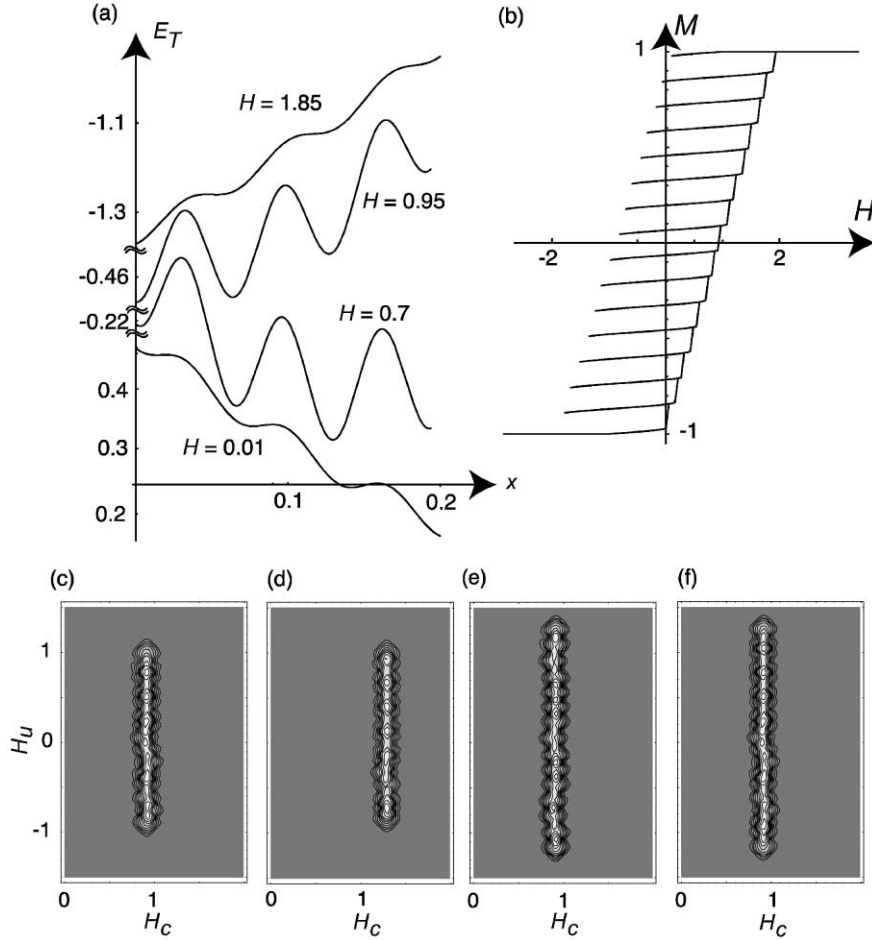 (a)
E_T
H = 1.85
-1.1
H = 0.95
-1.3
-0.46
-0.22
H = 0.7
0.4
H = 0.01
0.3
0.2
0.1
0.2
x
(b)
M
1
H
-2
2
-1
(c)
(d)
(e)
(f)
H_u
1
0
-1
0
1
H_c
0
1
H_c
0
1
H_c
0
1
H_c